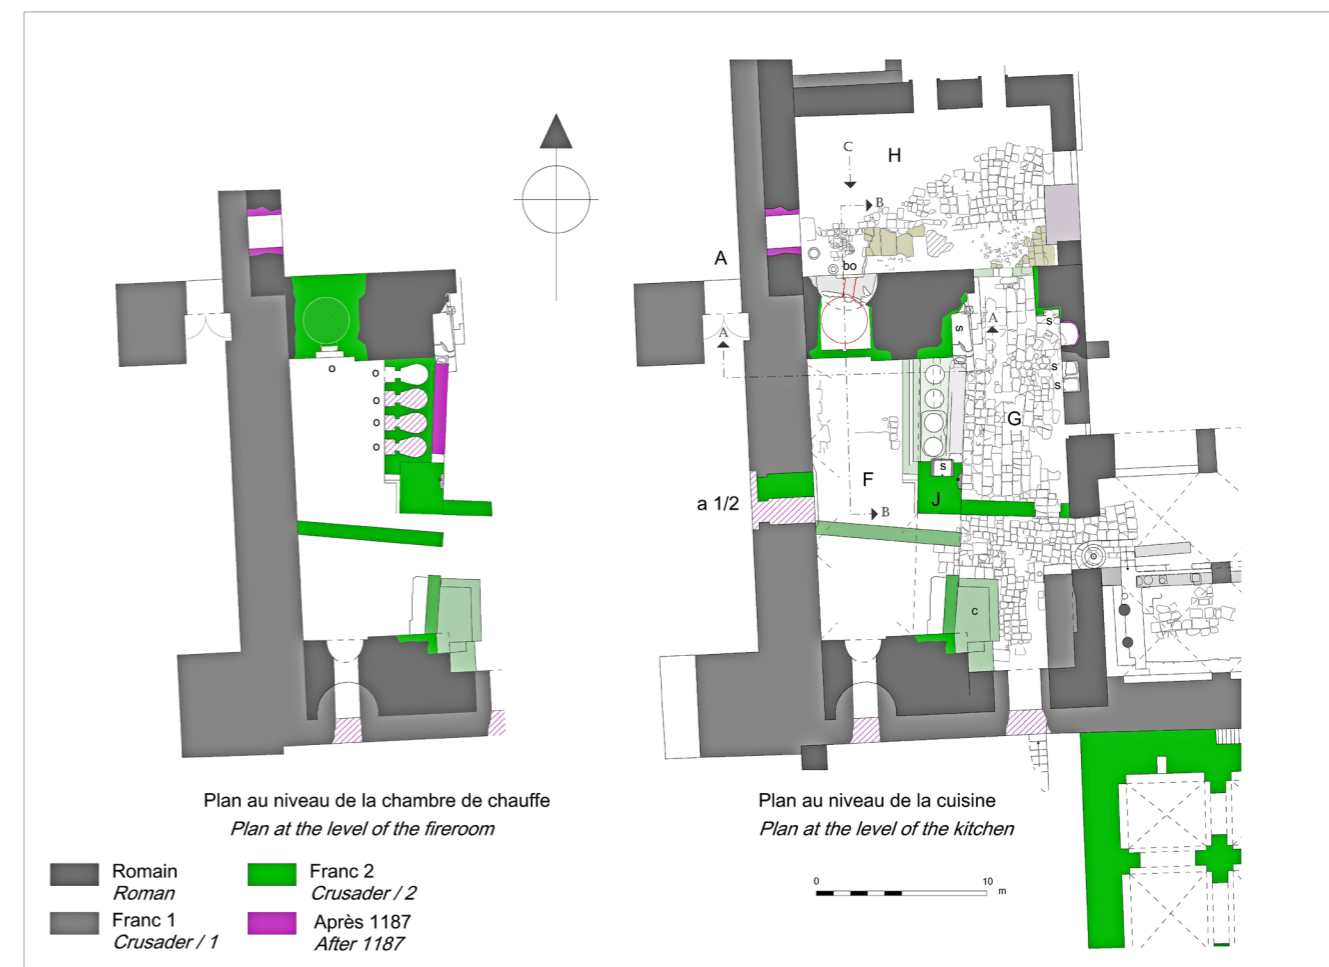 C
H
B
A
bo
A
s
A
s
s
s
G
o
o
o
o
o
s
F
J
a 1/2
B
c
Plan au niveau de la chambre de chauffe
Plan at the level of the fireroom
Plan au niveau de la cuisine
Plan at the level of the kitchen
Romain
Roman
Franc 1
Crusader / 1
Franc 2
Crusader / 2
Après 1187
After 1187
0 10
m